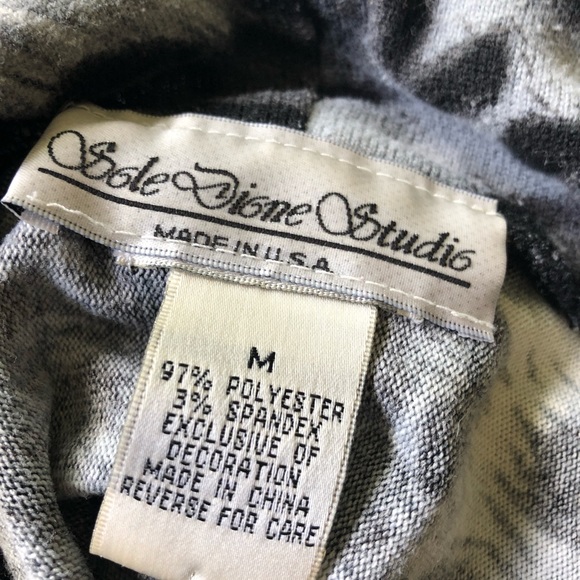 Sole Dione Studio
MADE IN U.S.A
M
97% POLYESTER
3% SPANDEX
EXCLUSIVE OF
DECORATION
MADE IN CHINA
REVERSE FOR CARE